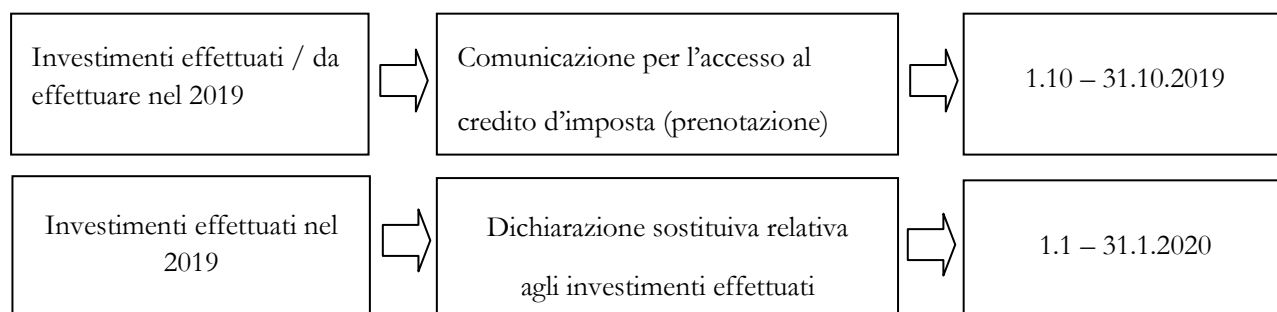 Investimenti effettuati / da
effettuare nel 2019
Comunicazione per l’accesso al
credito d’imposta (prenotazione)
1.10 – 31.10.2019
Investimenti effettuati nel
2019
Dichiarazione sostituiva relativa
agli investimenti effettuati
1.1 – 31.1.2020